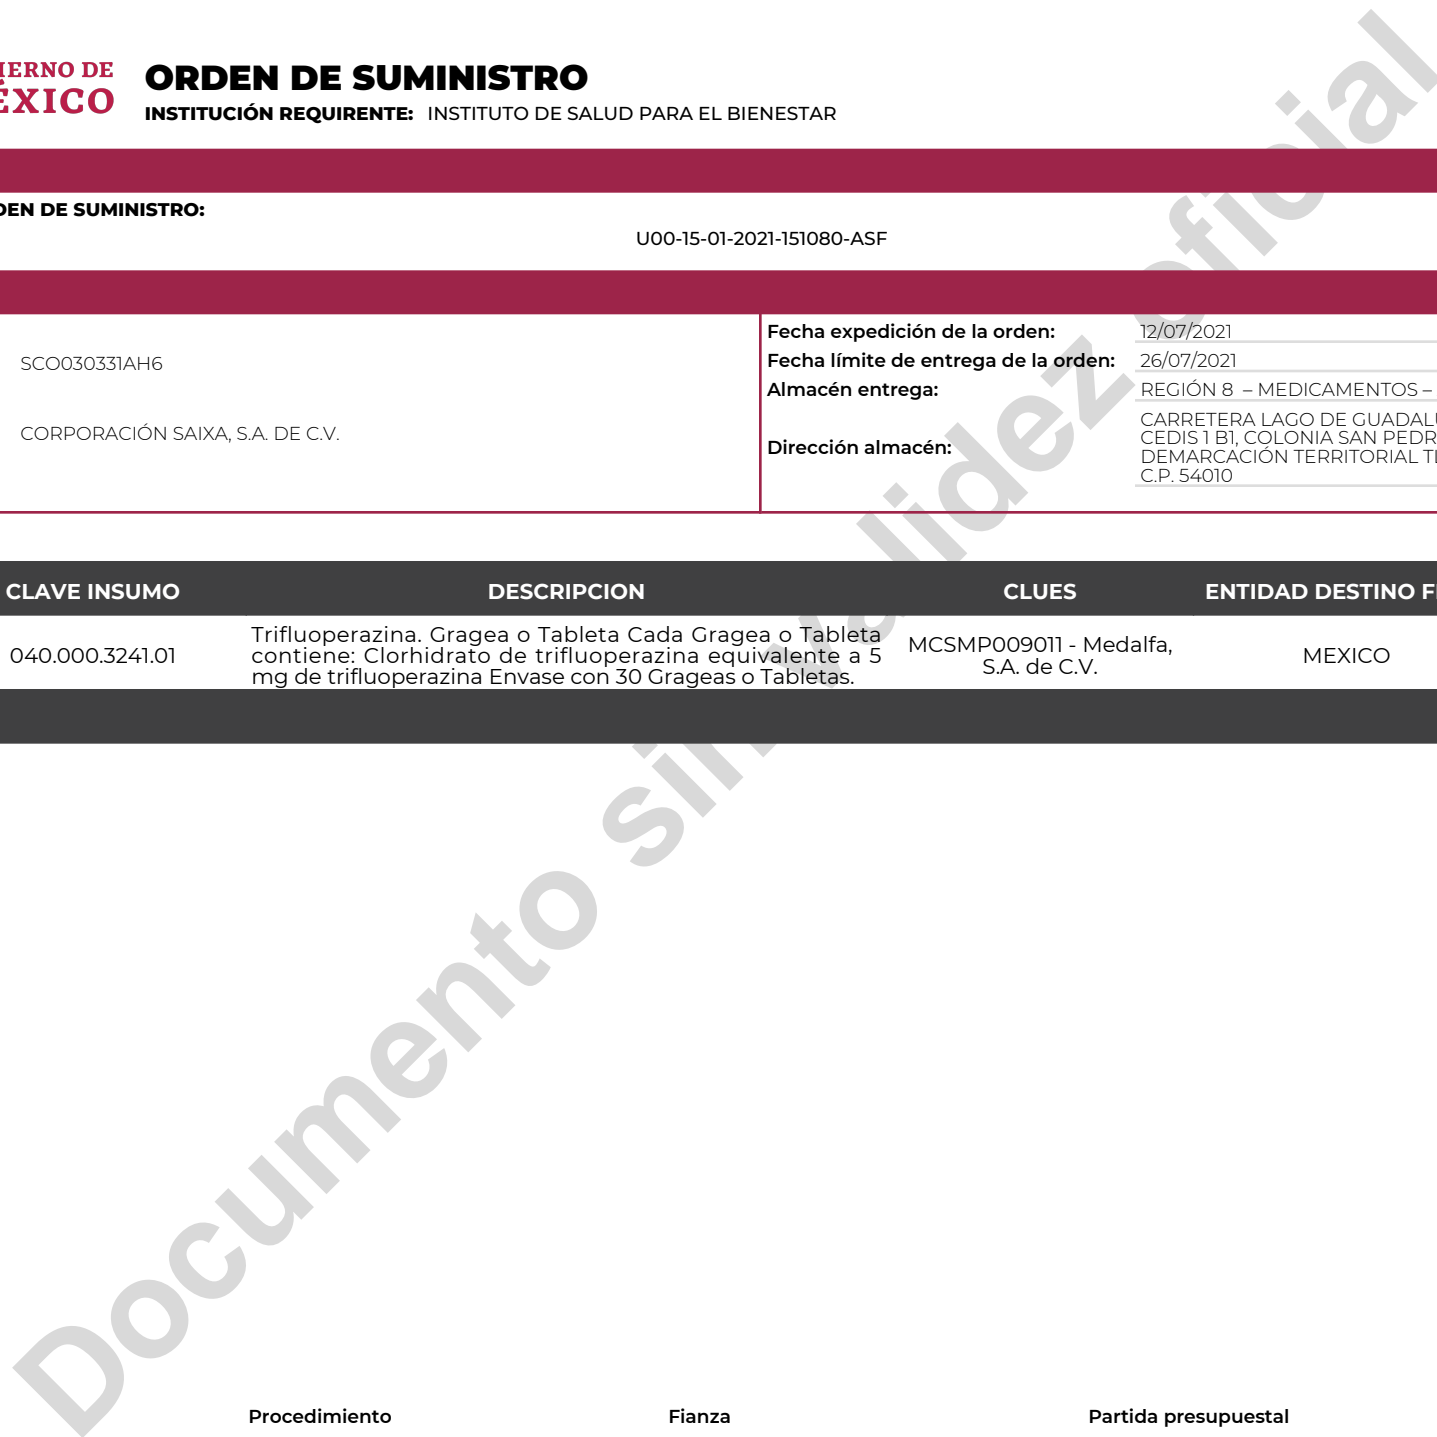 IERNO DE
ÉXICO
ORDEN DE SUMINISTRO
INSTITUCIÓN REQUIRENTE: INSTITUTO DE SALUD PARA EL BIENESTAR
DEN DE SUMINISTRO:
U00-15-01-2021-151080-ASF
SCO030331AH6
CORPORACIÓN SAIXA, S.A. DE C.V.
Fecha expedición de la orden: 12/07/2021
Fecha límite de entrega de la orden: 26/07/2021
Almacén entrega: REGIÓN 8 – MEDICAMENTOS –
Dirección almacén:
CARRETERA LAGO DE GUADALU
CEDIS 1 B1, COLONIA SAN PEDR
DEMARCACIÓN TERRITORIAL TL
C.P. 54010
CLAVE INSUMO DESCRIPCION CLUES ENTIDAD DESTINO FI
040.000.3241.01
Trifluoperazina. Gragea o Tableta Cada Gragea o Tableta
contiene: Clorhidrato de trifluoperazina equivalente a 5
mg de trifluoperazina Envase con 30 Grageas o Tabletas.
MCSMP009011 - Medalfa,
S.A. de C.V.
MEXICO
Documento sin validez oficial
Procedimiento Fianza Partida presupuestal